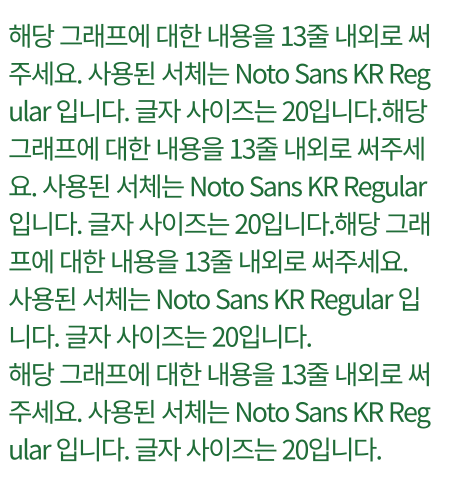 해당 그래프에 대한 내용을 13줄 내외로 써
주세요. 사용된 서체는 Noto Sans KR Reg
ular 입니다. 글자 사이즈는 20입니다.해당
그래프에 대한 내용을 13줄 내외로 써주세
요. 사용된 서체는 Noto Sans KR Regular
입니다. 글자 사이즈는 20입니다.해당 그래
프에 대한 내용을 13줄 내외로 써주세요.
사용된 서체는 Noto Sans KR Regular 입
니다. 글자 사이즈는 20입니다.
해당 그래프에 대한 내용을 13줄 내외로 써
주세요. 사용된 서체는 Noto Sans KR Reg
ular 입니다. 글자 사이즈는 20입니다.